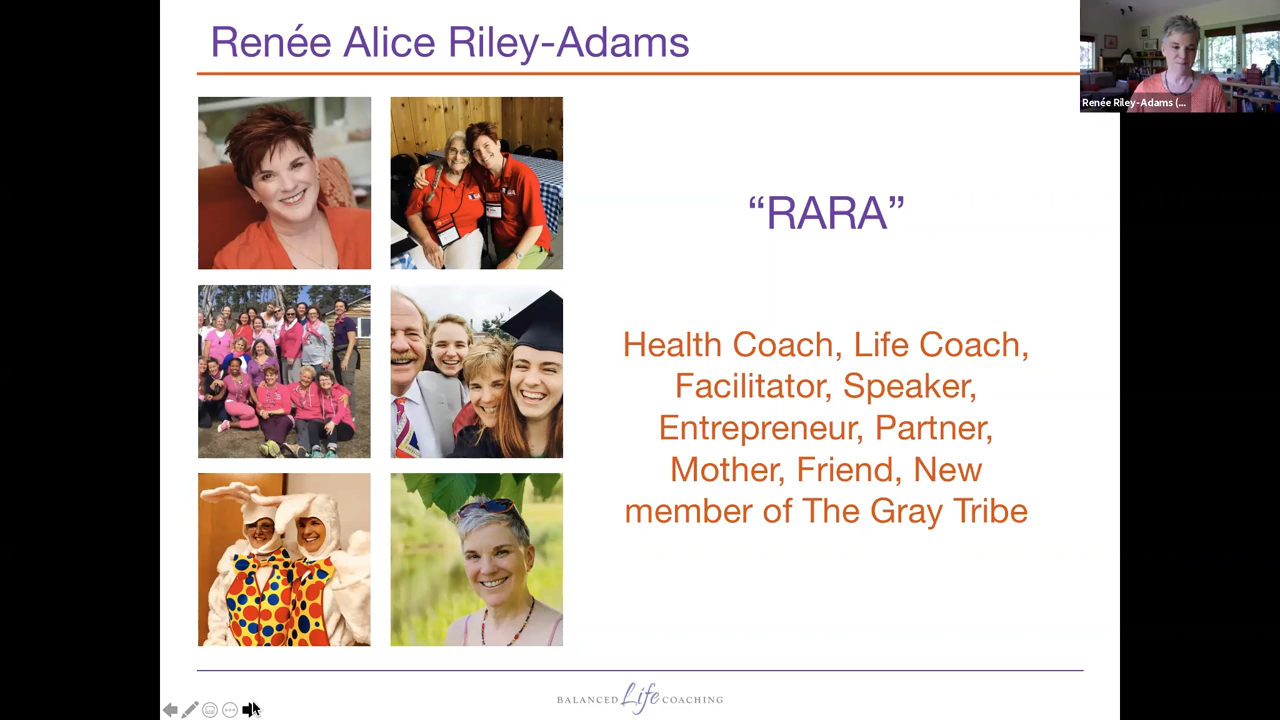 Renée Alice Riley-Adams
Renée Riley-Adams (...
“RARA”
Health Coach, Life Coach,
Facilitator, Speaker,
Entrepreneur, Partner,
Mother, Friend, New
member of The Gray Tribe
BALANCED Life COACHING